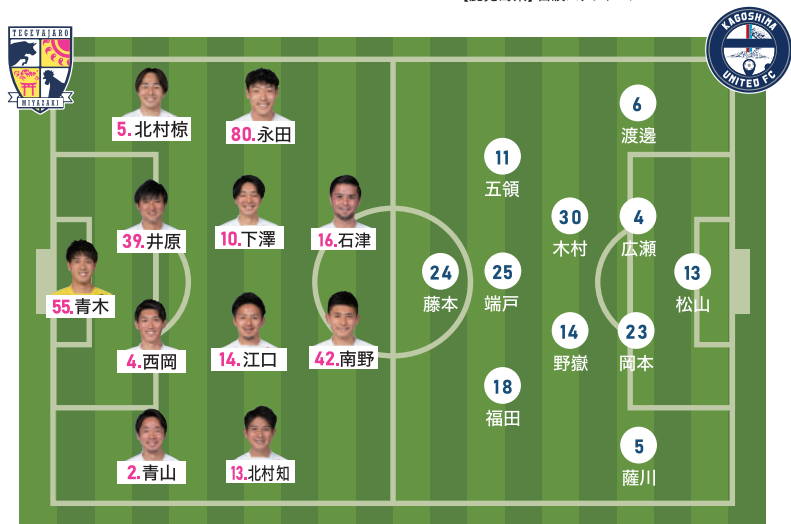 TEGEVAJARO
MIYAZAKI
KAGOSHIMA
UNITED FC
5.北村椋
80.永田
39.井原
10.下澤
16.石津
55.青木
4.西岡
14.江口
42.南野
2.青山
13.北村知
6
渡邊
11
五領
30
木村
4
広瀬
24
藤本
25
端戸
13
松山
14
野嶽
23
岡本
18
福田
5
薩川